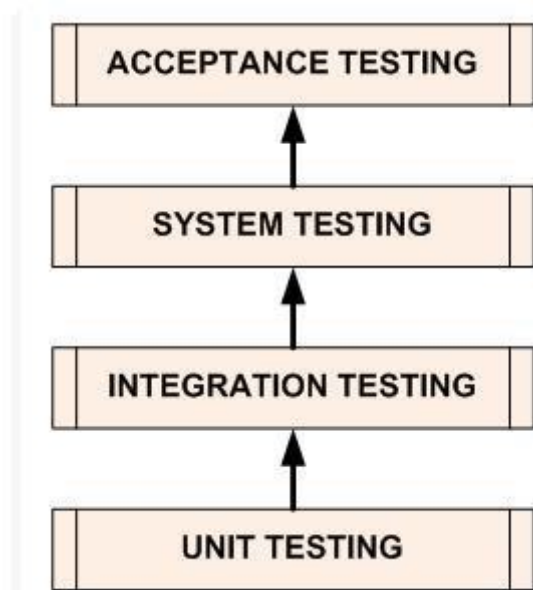 ACCEPTANCE TESTING
SYSTEM TESTING
INTEGRATION TESTING
UNIT TESTING